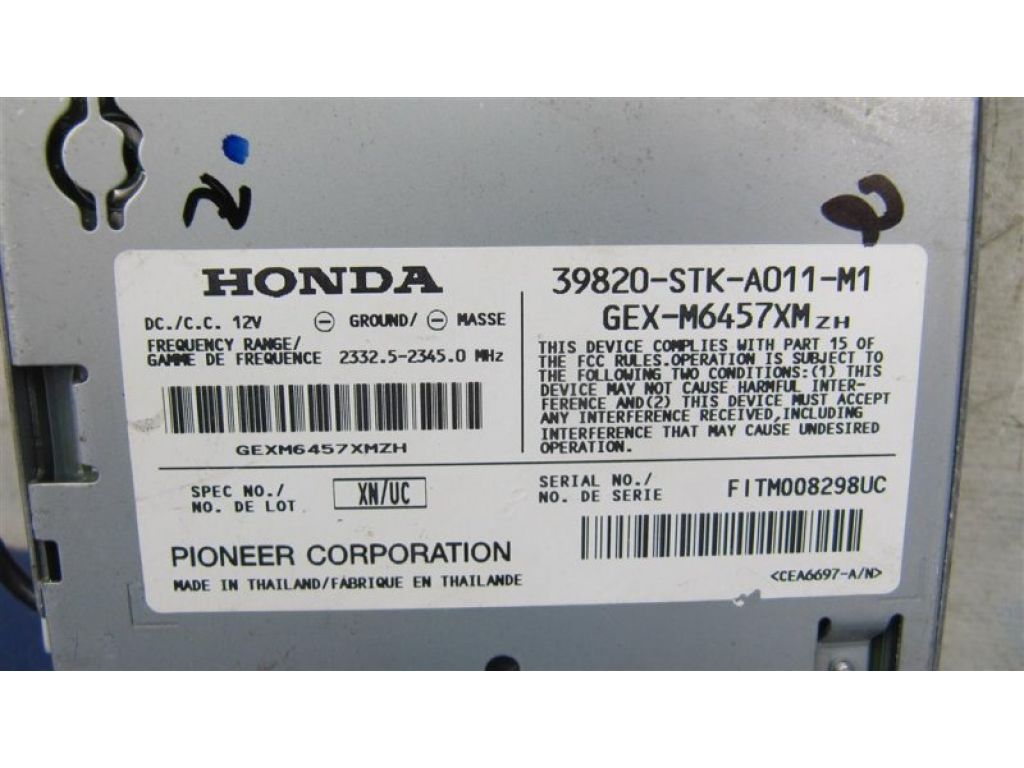 2.
HONDA
DC./C.C. 12V ⊖ GROUND/ ⊖ MASSE
FREQUENCY RANGE/
GAMME DE FREQUENCE 2332.5-2345.0 MHz
GEXM6457XMZH
39820-STK-A011-M1
GEX-M6457XM ZH
THIS DEVICE COMPLIES WITH PART 15 OF
THE FCC RULES.OPERATION IS SUBJECT TO
THE FOLLOWING TWO CONDITIONS:(1) THIS
DEVICE MAY NOT CAUSE HARMFUL INTER-
FERENCE AND(2) THIS DEVICE MUST ACCEPT
ANY INTERFERENCE RECEIVED,INCLUDING
INTERFERENCE THAT MAY CAUSE UNDESIRED
OPERATION.
SPEC NO./
NO. DE LOT XN/UC
SERIAL NO./
NO. DE SERIE FITM008298UC
PIONEER CORPORATION
MADE IN THAILAND/FABRIQUE EN THAILANDE
<CEA6697-A/N>